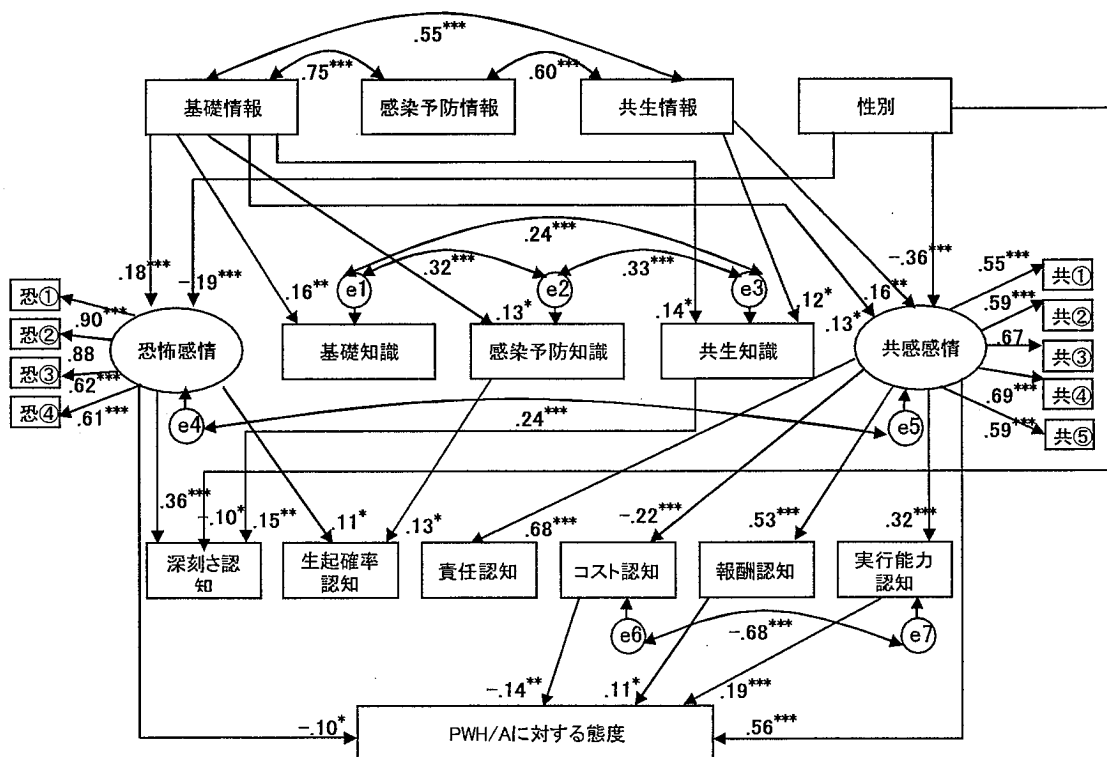 .55***
.75***
.60***
基礎情報
感染予防情報
共生情報
性別
.24***
.32***
.33***
.18***
-.19***
.16**
e1
e2
e3
.13*
.14*
.12*
.16**
.13*
-.36***
.55***
共①
.59***
共②
.67
共③
.69***
共④
.59***
共⑤
恐①
.90***
恐②
.88
恐③
.62***
恐④
.61***
恐怖感情
基礎知識
感染予防知識
共生知識
共感感情
e4
.24***
e5
.36***
-.10*
.15**
.11*
.13*
.68***
-.22***
.53***
.32***
深刻さ認
知
生起確率
認知
責任認知
コスト認知
報酬認知
実行能力
認知
e6
-.68***
e7
-.14**
.11*
.19***
-.10*
PWH/Aに対する態度
.56***